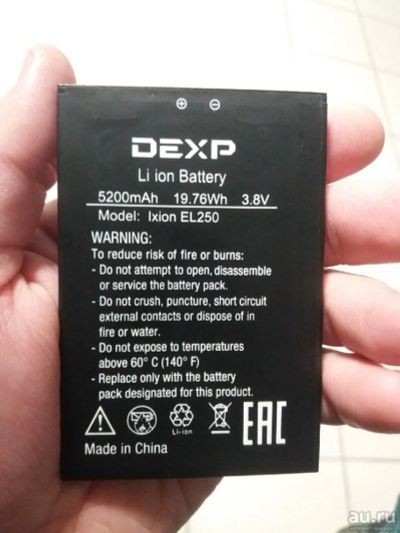 ⊕ ⊖
DEXP
Li ion Battery
5200mAh 19.76Wh 3.8V
Model: Ixion EL250
WARNING:
To reduce risk of fire or burns:
- Do not attempt to open, disassemble
or service the battery pack.
- Do not crush, puncture, short circuit
external contacts or dispose of in
fire or water.
- Do not expose to temperatures
above 60° C (140° F)
- Replace only with the battery
pack designated for this product.
Li-ion
EAC
Made in China
au.ru